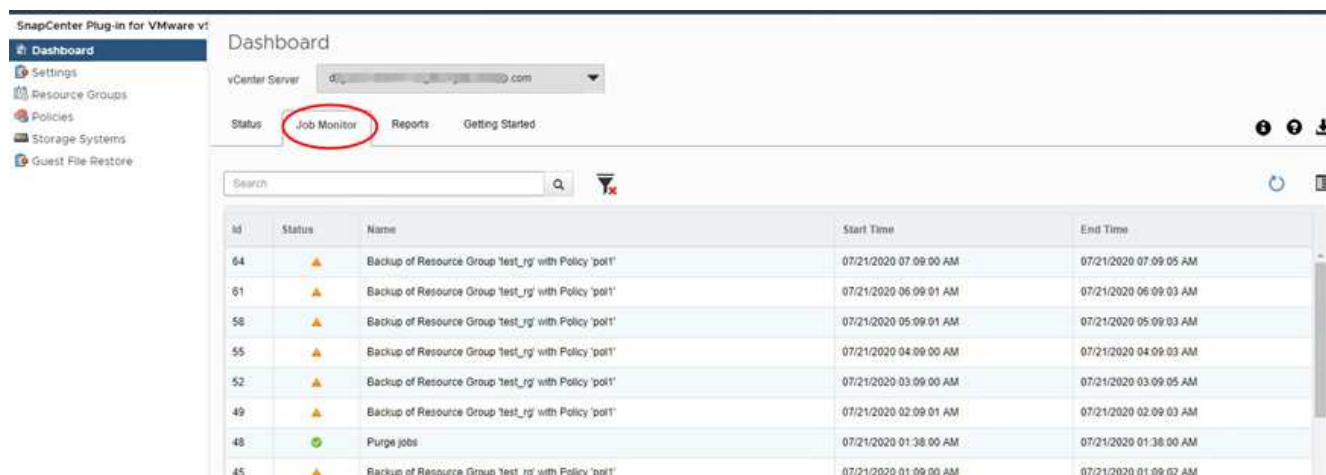 SnapCenter Plug-in for VMware vS
Dashboard
Settings
Resource Groups
Policies
Storage Systems
Guest File Restore
Dashboard
vCenter Server .com
Status Job Monitor Reports Getting Started
Search
Id Status Name Start Time End Time
64 Backup of Resource Group 'test_rg' with Policy 'pol1' 07/21/2020 07:09:00 AM 07/21/2020 07:09:05 AM
61 Backup of Resource Group 'test_rg' with Policy 'pol1' 07/21/2020 06:09:01 AM 07/21/2020 06:09:03 AM
58 Backup of Resource Group 'test_rg' with Policy 'pol1' 07/21/2020 05:09:01 AM 07/21/2020 05:09:03 AM
55 Backup of Resource Group 'test_rg' with Policy 'pol1' 07/21/2020 04:09:00 AM 07/21/2020 04:09:03 AM
52 Backup of Resource Group 'test_rg' with Policy 'pol1' 07/21/2020 03:09:00 AM 07/21/2020 03:09:05 AM
49 Backup of Resource Group 'test_rg' with Policy 'pol1' 07/21/2020 02:09:01 AM 07/21/2020 02:09:03 AM
48 Purge jobs 07/21/2020 01:38:00 AM 07/21/2020 01:38:00 AM
45 Backup of Resource Group 'test_rg' with Policy 'pol1' 07/21/2020 01:09:00 AM 07/21/2020 01:09:02 AM